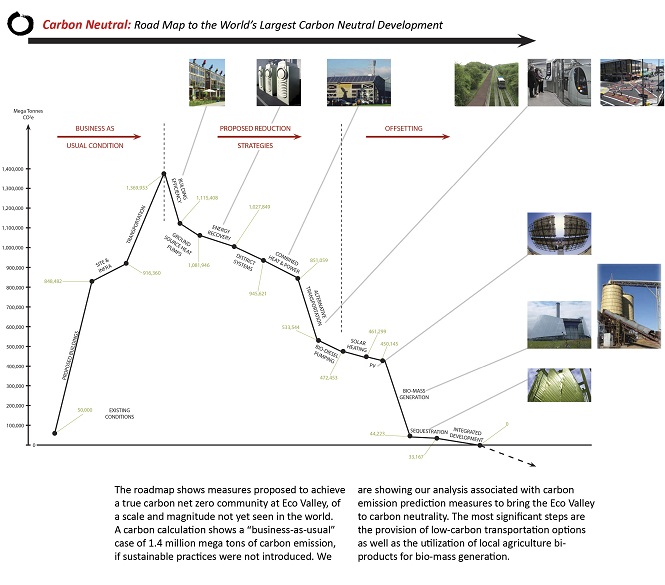 Carbon Neutral: Road Map to the World's Largest Carbon Neutral Development
Mega Tonnes
CO²e
BUSINESS AS
USUAL CONDITION
PROPOSED REDUCTION
STRATEGIES
OFFSETTING
1,400,000
1,300,000
1,200,000
1,100,000
1,000,000
900,000
800,000
700,000
600,000
500,000
400,000
300,000
200,000
100,000
0
PROPOSED BUILDINGS
SITE &
INFRA
TRANSPORTATION
BUILDING
EFFICIENCY
GROUND
SOURCE HEAT
PUMPS
ENERGY
RECOVERY
DISTRICT
SYSTEMS
COMBINED
HEAT & POWER
ALTERNATIVE
TRANSPORTATION
BIO-DIESEL
PUMPING
SOLAR
HEATING
PV
BIO-MASS
GENERATION
SEQUESTRATION
INTEGRATED
DEVELOPMENT
EXISTING
CONDITIONS
50,000
916,360
1,115,408
1,081,946
1,027,849
945,621
851,059
533,544
472,453
461,299
450,145
44,225
33,167
0
The roadmap shows measures proposed to achieve
a true carbon net zero community at Eco Valley, of
a scale and magnitude not yet seen in the world.
A carbon calculation shows a "business-as-usual"
case of 1.4 million mega tons of carbon emission,
if sustainable practices were not introduced. We
are showing our analysis associated with carbon
emission prediction measures to bring the Eco Valley
to carbon neutrality. The most significant steps are
the provision of low-carbon transportation options
as well as the utilization of local agriculture bi-
products for bio-mass generation.